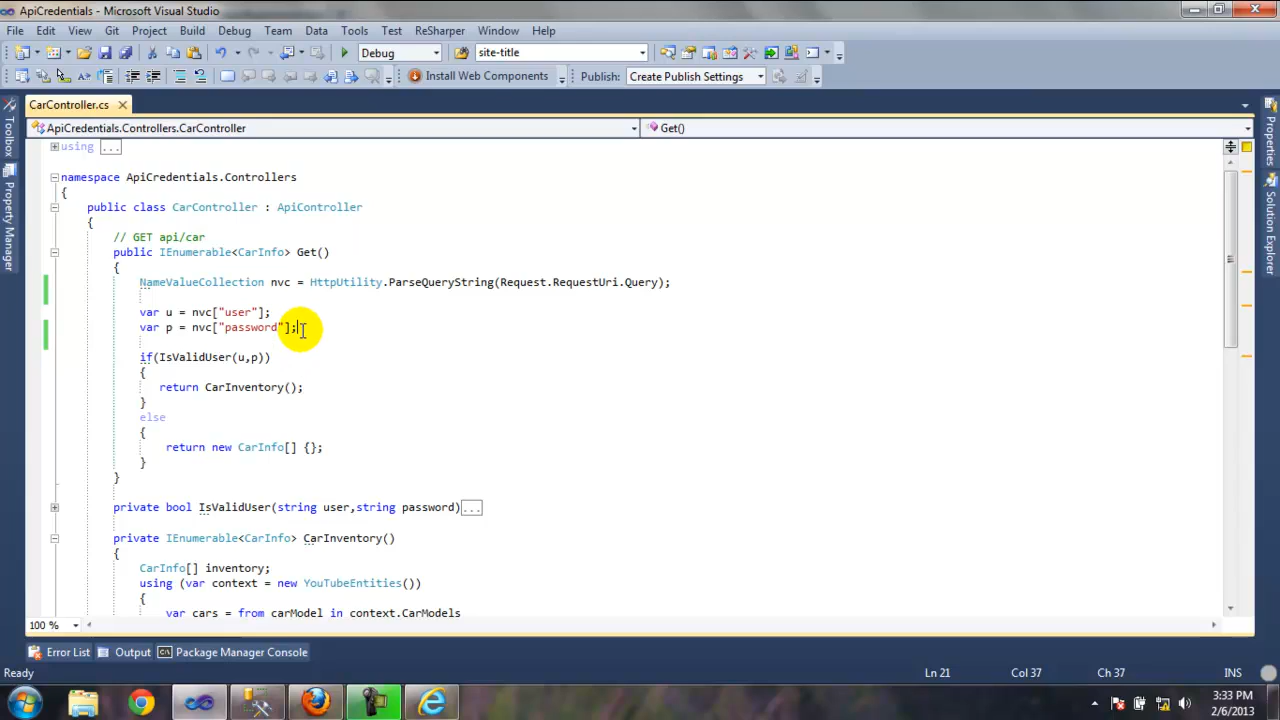 ApiCredentials - Microsoft Visual Studio
File Edit View Git Project Build Debug Team Data Tools Test ReSharper Window Help
Debug site-title
Install Web Components Publish: Create Publish Settings
CarController.cs
ApiCredentials.Controllers.CarController Get()
Toolbox
Property Manager
Properties
Solution Explorer
using ...
namespace ApiCredentials.Controllers
{
public class CarController : ApiController
{
// GET api/car
public IEnumerable<CarInfo> Get()
{
NameValueCollection nvc = HttpUtility.ParseQueryString(Request.RequestUri.Query);
var u = nvc["user"];
var p = nvc["password"];
if(IsValidUser(u,p))
{
return CarInventory();
}
else
{
return new CarInfo[] {};
}
}
private bool IsValidUser(string user,string password)...
private IEnumerable<CarInfo> CarInventory()
{
CarInfo[] inventory;
using (var context = new YouTubeEntities())
{
var cars = from carModel in context.CarModels
100 %
Error List Output Package Manager Console
Ready Ln 21 Col 37 Ch 37 INS
3:33 PM
2/6/2013